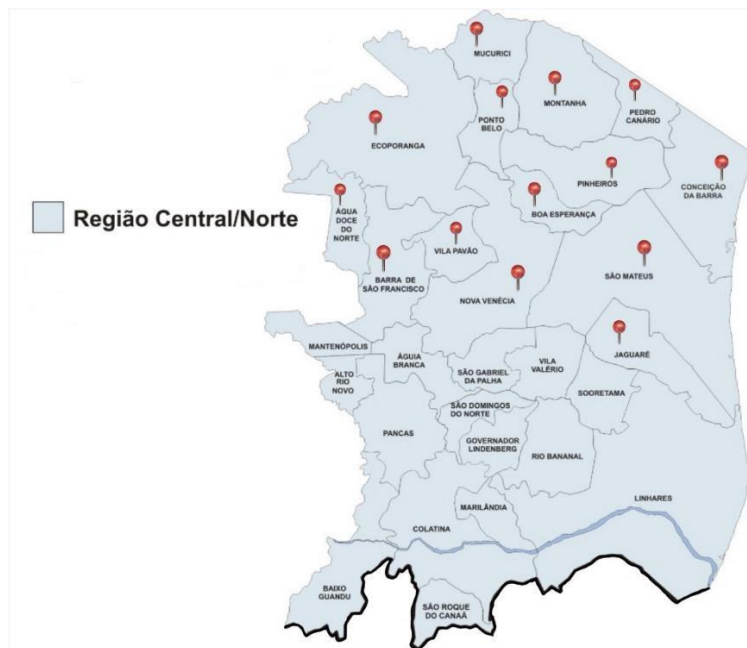 MUCURICI
PONTO
BELO
MONTANHA
PEDRO
CANÁRIO
ECOPORANGA
PINHEIROS
CONCEIÇÃO
DA BARRA
Região Central/Norte
ÁGUA
DOCE
DO
NORTE
BOA ESPERANÇA
VILA PAVÃO
BARRA DE
SÃO FRANCISCO
NOVA VENÉCIA
SÃO MATEUS
MANTENÓPOLIS
ÁGUIA
BRANCA
JAGUARÉ
ALTO
RIO
NOVO
SÃO GABRIEL
DA PALHA
VILA
VALÉRIO
SOORETAMA
SÃO DOMINGOS
DO NORTE
PANCAS
GOVERNADOR
LINDENBERG
RIO BANANAL
LINHARES
MARILÂNDIA
COLATINA
BAIXO
GUANDU
SÃO ROQUE
DO CANAÃ